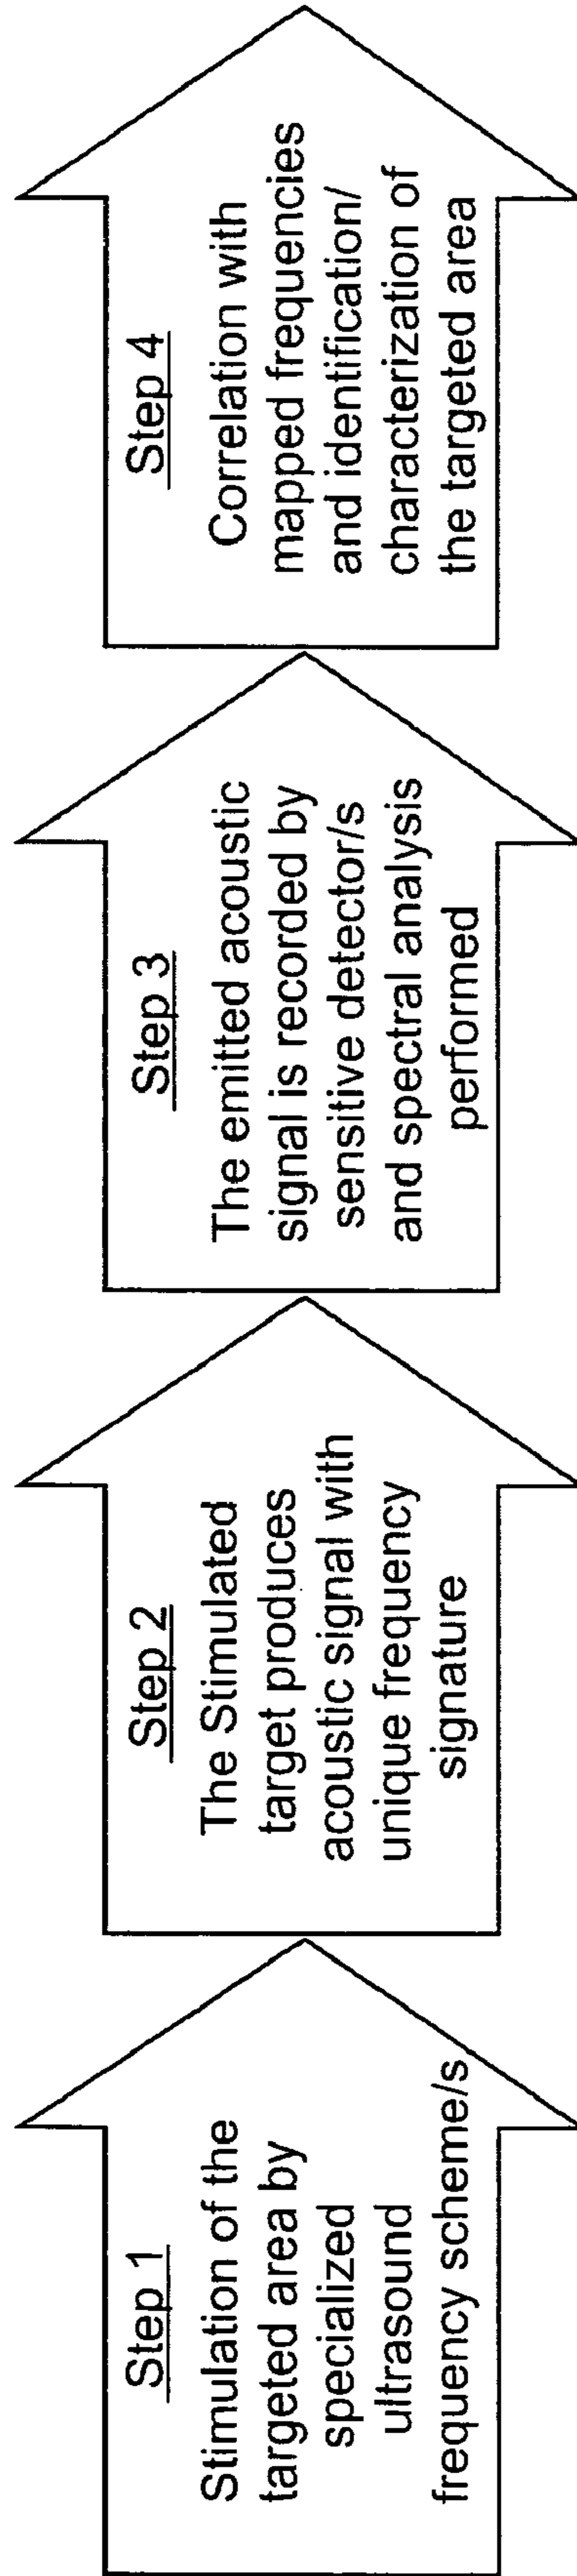 Step 1
Stimulation of the
targeted area by
specialized
ultrasound
frequency scheme/s
Step 2
The Stimulated
target produces
acoustic signal with
unique frequency
signature
Step 3
The emitted acoustic
signal is recorded by
sensitive detector/s
and spectral analysis
performed
Step 4
Correlation with
mapped frequencies
and identification/
characterization of
the targeted area